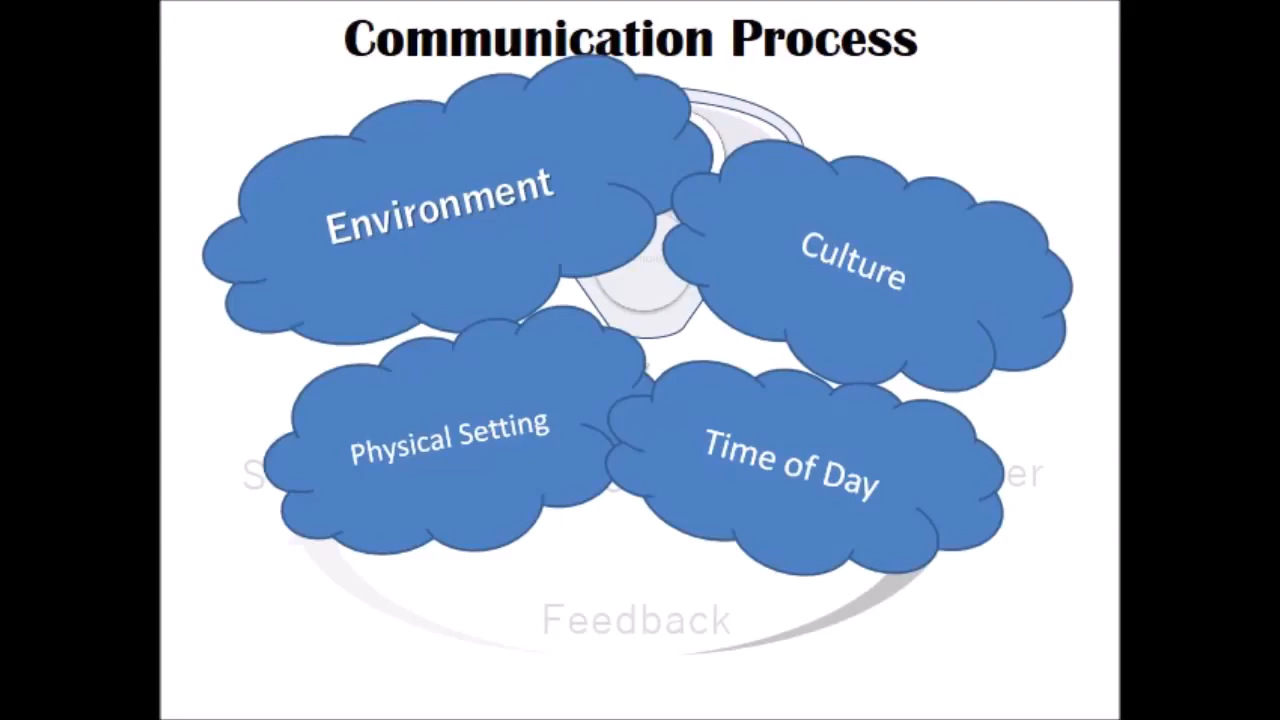 Communication Process
Environment
Culture
Physical Setting
Time of Day
Feedback